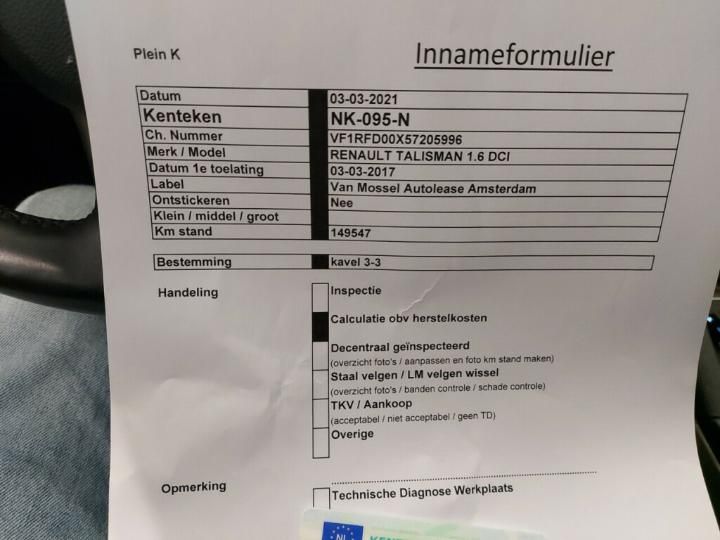 Plein K
Innameformulier
Datum 03-03-2021
Kenteken NK-095-N
Ch. Nummer VF1RFD00X57205996
Merk / Model RENAULT TALISMAN 1.6 DCI
Datum 1e toelating 03-03-2017
Label Van Mossel Autolease Amsterdam
Ontstickeren Nee
Klein / middel / groot
Km stand 149547
Bestemming kavel 3-3
Handeling Inspectie
Calculatie obv herstelkosten
Decentraal geïnspecteerd
(overzicht foto's / aanpassen en foto km stand maken)
Staal velgen / LM velgen wissel
(overzicht foto's / banden controle / schade controle)
TKV / Aankoop
(acceptabel / niet acceptabel / geen TD)
Overige
Opmerking
Technische Diagnose Werkplaats
NL